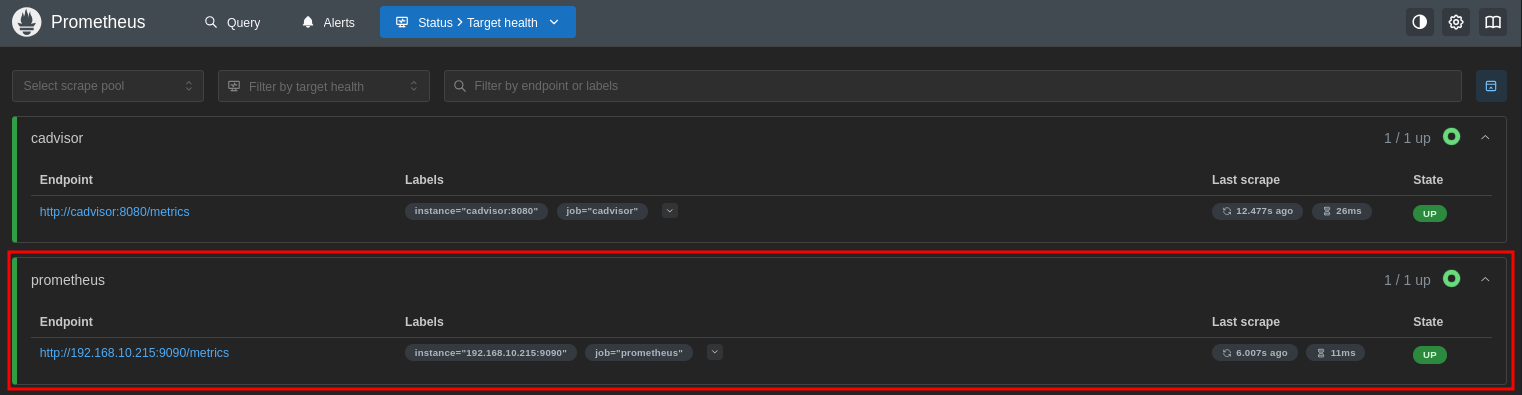 Prometheus Query Alerts Status > Target health
Select scrape pool Filter by target health Filter by endpoint or labels
cadvisor 1 / 1 up
Endpoint Labels Last scrape State
http://cadvisor:8080/metrics instance="cadvisor:8080" job="cadvisor" 12.477s ago 26ms UP
prometheus 1 / 1 up
Endpoint Labels Last scrape State
http://192.168.10.215:9090/metrics instance="192.168.10.215:9090" job="prometheus" 6.007s ago 11ms UP